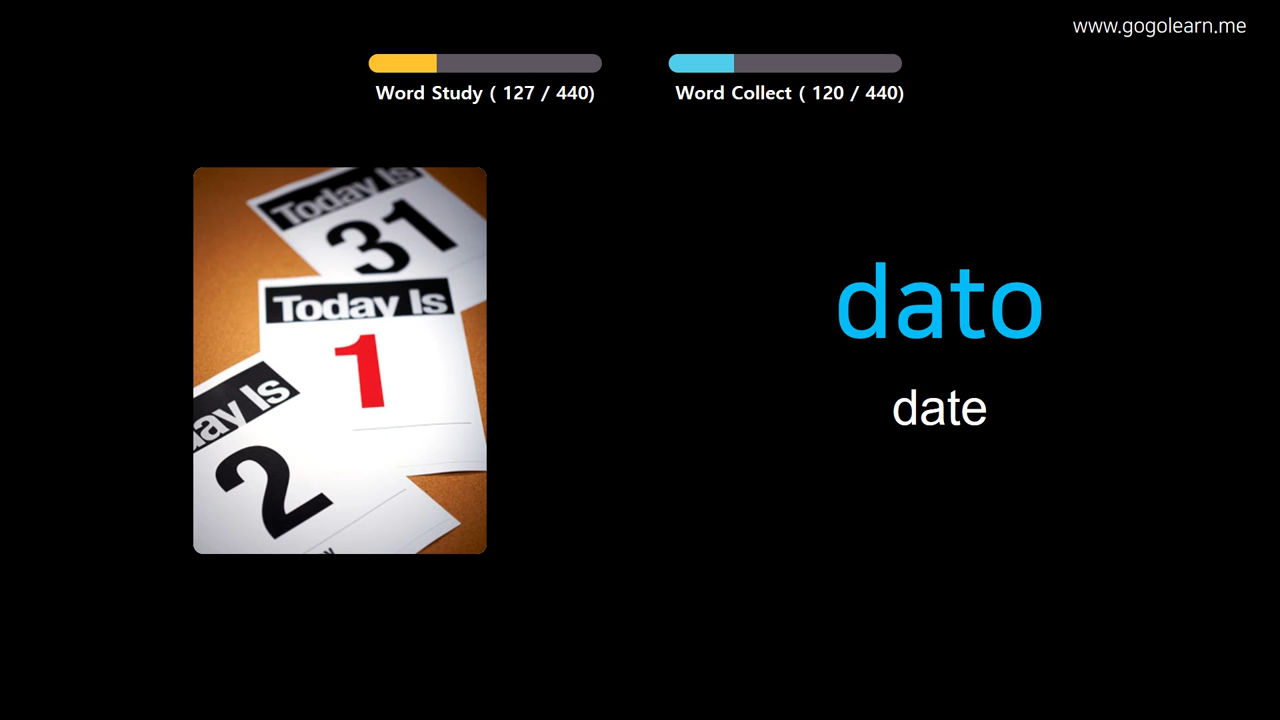 www.gogolearn.me
Word Study ( 127 / 440)
Word Collect ( 120 / 440)
Today Is
31
Today Is
1
day Is
2
dato
date